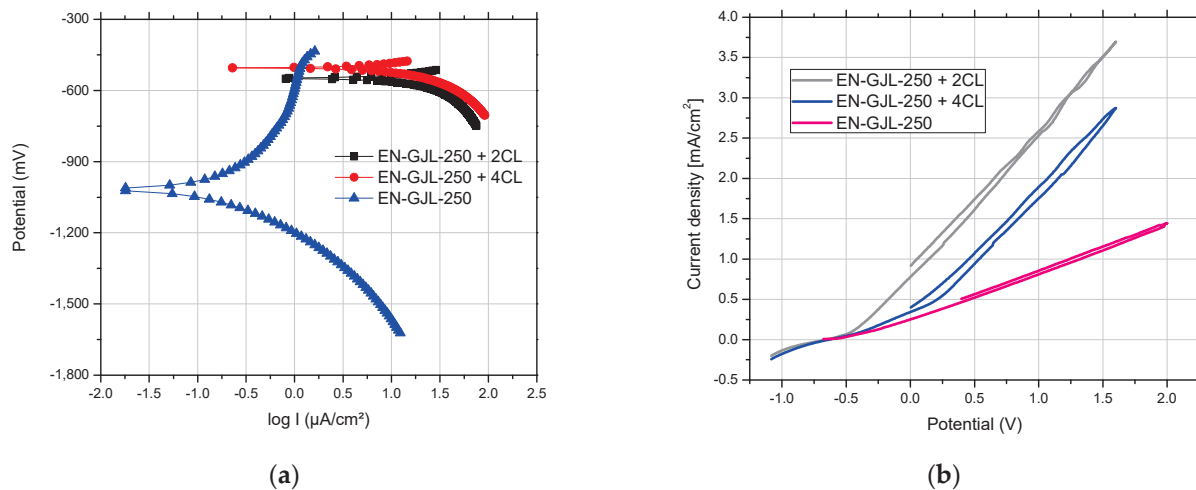 -300
-600
-900
-1,200
-1,500
-1,800
Potential (mV)
-2.0 -1.5 -1.0 -0.5 0.0 0.5 1.0 1.5 2.0 2.5
log I (µA/cm²)
EN-GJL-250 + 2CL
EN-GJL-250 + 4CL
EN-GJL-250
(a)
4.0
3.5
3.0
2.5
2.0
1.5
1.0
0.5
0.0
-0.5
Current density [mA/cm²]
-1.0 -0.5 0.0 0.5 1.0 1.5 2.0
Potential (V)
EN-GJL-250 + 2CL
EN-GJL-250 + 4CL
EN-GJL-250
(b)